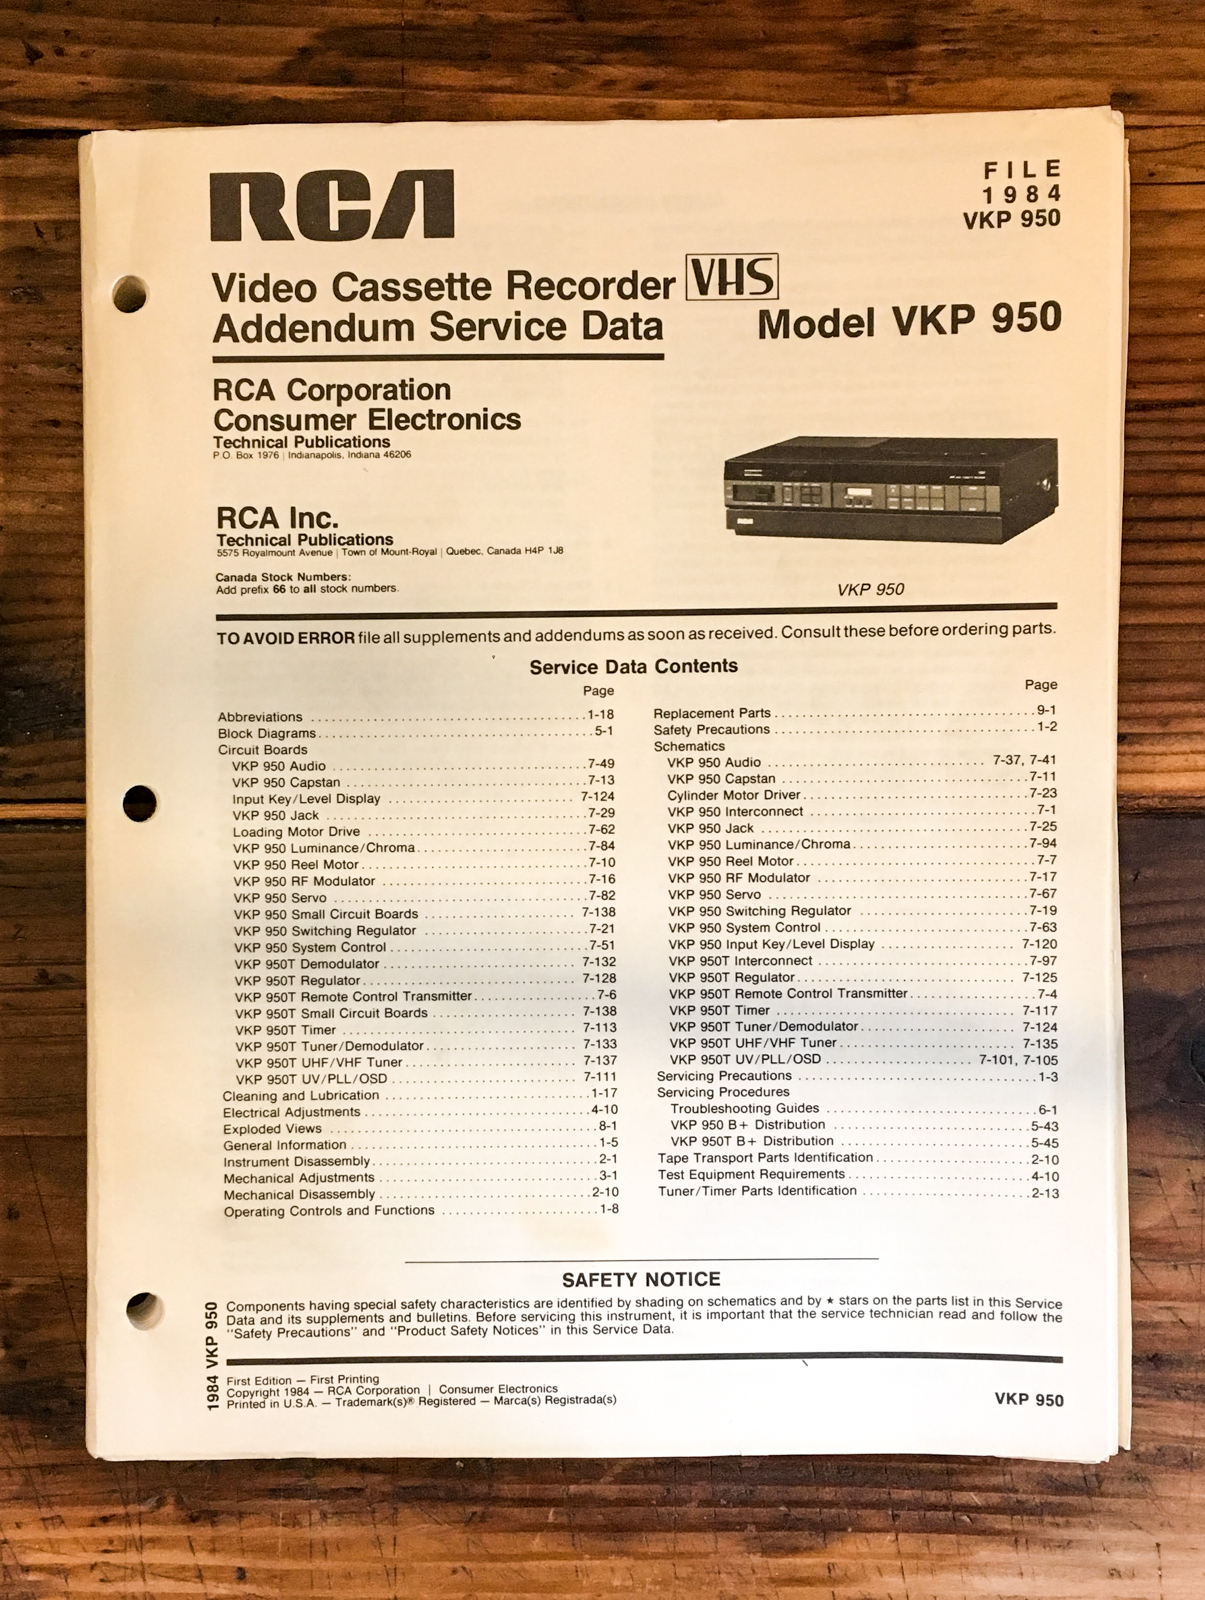 RCA
FILE
1984
VKP 950
Video Cassette Recorder VHS
Addendum Service Data
Model VKP 950
RCA Corporation
Consumer Electronics
Technical Publications
P.O. Box 1976 | Indianapolis, Indiana 46206
RCA Inc.
Technical Publications
5575 Royalmount Avenue | Town of Mount-Royal | Quebec, Canada H4P 1J8
Canada Stock Numbers:
Add prefix 66 to all stock numbers.
RCA
VKP 950
TO AVOID ERROR file all supplements and addendums as soon as received. Consult these before ordering parts.
Service Data Contents
Page
Abbreviations ........ 1-18
Block Diagrams ........ 5-1
Circuit Boards
VKP 950 Audio ........ 7-49
VKP 950 Capstan ........ 7-13
Input Key/Level Display ........ 7-124
VKP 950 Jack ........ 7-29
Loading Motor Drive ........ 7-62
VKP 950 Luminance/Chroma ........ 7-84
VKP 950 Reel Motor ........ 7-10
VKP 950 RF Modulator ........ 7-16
VKP 950 Servo ........ 7-82
VKP 950 Small Circuit Boards ........ 7-138
VKP 950 Switching Regulator ........ 7-21
VKP 950 System Control ........ 7-51
VKP 950T Demodulator ........ 7-132
VKP 950T Regulator ........ 7-128
VKP 950T Remote Control Transmitter ........ 7-6
VKP 950T Small Circuit Boards ........ 7-138
VKP 950T Timer ........ 7-113
VKP 950T Tuner/Demodulator ........ 7-133
VKP 950T UHF/VHF Tuner ........ 7-137
VKP 950T UV/PLL/OSD ........ 7-111
Cleaning and Lubrication ........ 1-17
Electrical Adjustments ........ 4-10
Exploded Views ........ 8-1
General Information ........ 1-5
Instrument Disassembly ........ 2-1
Mechanical Adjustments ........ 3-1
Mechanical Disassembly ........ 2-10
Operating Controls and Functions ........ 1-8
Page
Replacement Parts ........ 9-1
Safety Precautions ........ 1-2
Schematics
VKP 950 Audio ........ 7-37, 7-41
VKP 950 Capstan ........ 7-11
Cylinder Motor Driver ........ 7-23
VKP 950 Interconnect ........ 7-1
VKP 950 Jack ........ 7-25
VKP 950 Luminance/Chroma ........ 7-94
VKP 950 Reel Motor ........ 7-7
VKP 950 RF Modulator ........ 7-17
VKP 950 Servo ........ 7-67
VKP 950 Switching Regulator ........ 7-19
VKP 950 System Control ........ 7-63
VKP 950 Input Key/Level Display ........ 7-120
VKP 950T Interconnect ........ 7-97
VKP 950T Regulator ........ 7-125
VKP 950T Remote Control Transmitter ........ 7-4
VKP 950T Timer ........ 7-117
VKP 950T Tuner/Demodulator ........ 7-124
VKP 950T UHF/VHF Tuner ........ 7-135
VKP 950T UV/PLL/OSD ........ 7-101, 7-105
Servicing Precautions ........ 1-3
Servicing Procedures
Troubleshooting Guides ........ 6-1
VKP 950 B+ Distribution ........ 5-43
VKP 950T B+ Distribution ........ 5-45
Tape Transport Parts Identification ........ 2-10
Test Equipment Requirements ........ 4-10
Tuner/Timer Parts Identification ........ 2-13
SAFETY NOTICE
Components having special safety characteristics are identified by shading on schematics and by ★ stars on the parts list in this Service
Data and its supplements and bulletins. Before servicing this instrument, it is important that the service technician read and follow the
"Safety Precautions" and "Product Safety Notices" in this Service Data.
1984 VKP 950
First Edition — First Printing
Copyright 1984 — RCA Corporation | Consumer Electronics
Printed in U.S.A. — Trademark(s)® Registered — Marca(s) Registrada(s)
VKP 950